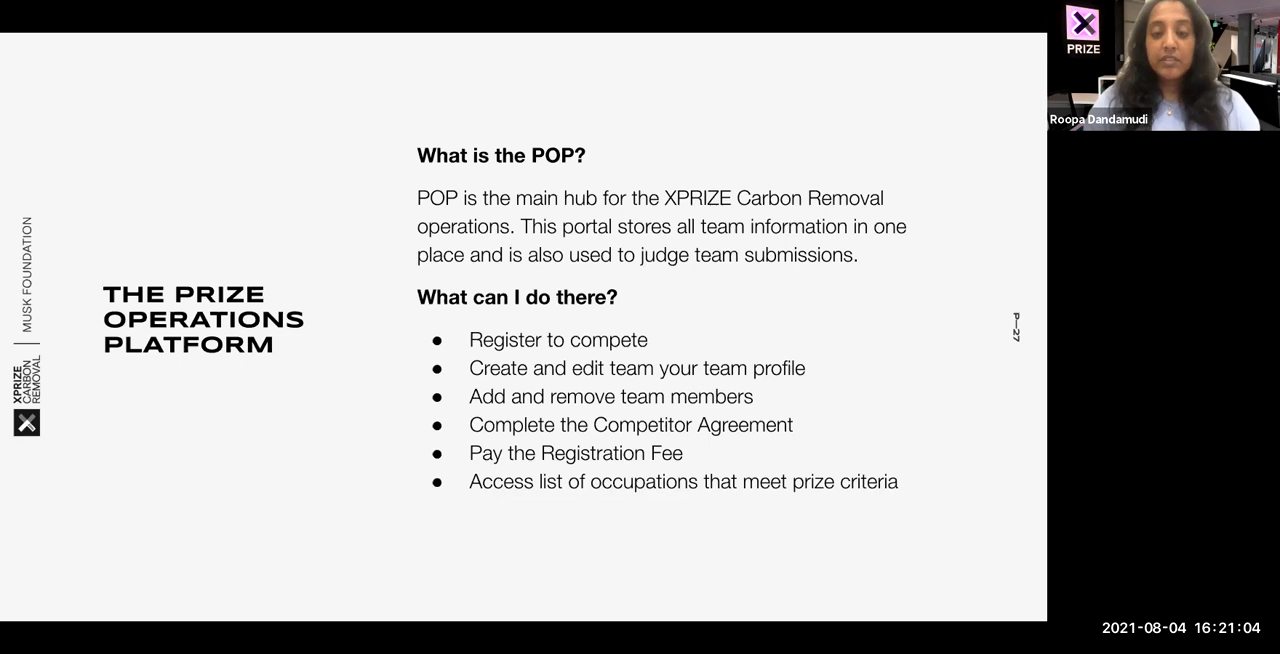 PRIZE
Roopa Dandamudi
What is the POP?
POP is the main hub for the XPRIZE Carbon Removal
operations. This portal stores all team information in one
place and is also used to judge team submissions.
THE PRIZE
OPERATIONS
PLATFORM
What can I do there?
● Register to compete
● Create and edit team your team profile
● Add and remove team members
● Complete the Competitor Agreement
● Pay the Registration Fee
● Access list of occupations that meet prize criteria
XPRIZE
CARBON
REMOVAL
MUSK FOUNDATION
P—27
2021-08-04 16:21:04